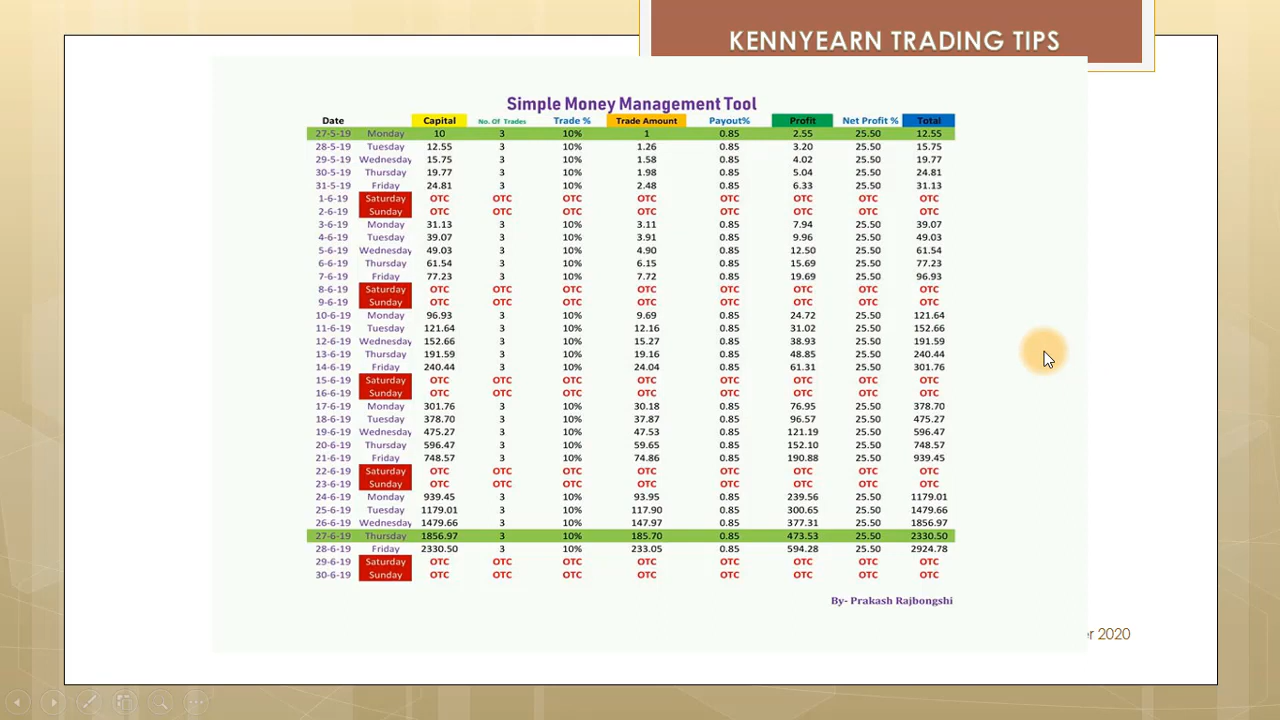 KENNYEARN TRADING TIPS
Simple Money Management Tool
Date Capital No. Of Trades Trade % Trade Amount Payout% Profit Net Profit % Total
27-5-19 Monday 10 3 10% 1 0.85 2.55 25.50 12.55
28-5-19 Tuesday 12.55 3 10% 1.26 0.85 3.20 25.50 15.75
29-5-19 Wednesday 15.75 3 10% 1.58 0.85 4.02 25.50 19.77
30-5-19 Thursday 19.77 3 10% 1.98 0.85 5.04 25.50 24.81
31-5-19 Friday 24.81 3 10% 2.48 0.85 6.33 25.50 31.13
1-6-19 Saturday OTC OTC OTC OTC OTC OTC OTC OTC
2-6-19 Sunday OTC OTC OTC OTC OTC OTC OTC OTC
3-6-19 Monday 31.13 3 10% 3.11 0.85 7.94 25.50 39.07
4-6-19 Tuesday 39.07 3 10% 3.91 0.85 9.96 25.50 49.03
5-6-19 Wednesday 49.03 3 10% 4.90 0.85 12.50 25.50 61.54
6-6-19 Thursday 61.54 3 10% 6.15 0.85 15.69 25.50 77.23
7-6-19 Friday 77.23 3 10% 7.72 0.85 19.69 25.50 96.93
8-6-19 Saturday OTC OTC OTC OTC OTC OTC OTC OTC
9-6-19 Sunday OTC OTC OTC OTC OTC OTC OTC OTC
10-6-19 Monday 96.93 3 10% 9.69 0.85 24.72 25.50 121.64
11-6-19 Tuesday 121.64 3 10% 12.16 0.85 31.02 25.50 152.66
12-6-19 Wednesday 152.66 3 10% 15.27 0.85 38.93 25.50 191.59
13-6-19 Thursday 191.59 3 10% 19.16 0.85 48.85 25.50 240.44
14-6-19 Friday 240.44 3 10% 24.04 0.85 61.31 25.50 301.76
15-6-19 Saturday OTC OTC OTC OTC OTC OTC OTC OTC
16-6-19 Sunday OTC OTC OTC OTC OTC OTC OTC OTC
17-6-19 Monday 301.76 3 10% 30.18 0.85 76.95 25.50 378.70
18-6-19 Tuesday 378.70 3 10% 37.87 0.85 96.57 25.50 475.27
19-6-19 Wednesday 475.27 3 10% 47.53 0.85 121.19 25.50 596.47
20-6-19 Thursday 596.47 3 10% 59.65 0.85 152.10 25.50 748.57
21-6-19 Friday 748.57 3 10% 74.86 0.85 190.88 25.50 939.45
22-6-19 Saturday OTC OTC OTC OTC OTC OTC OTC OTC
23-6-19 Sunday OTC OTC OTC OTC OTC OTC OTC OTC
24-6-19 Monday 939.45 3 10% 93.95 0.85 239.56 25.50 1179.01
25-6-19 Tuesday 1179.01 3 10% 117.90 0.85 300.65 25.50 1479.66
26-6-19 Wednesday 1479.66 3 10% 147.97 0.85 377.31 25.50 1856.97
27-6-19 Thursday 1856.97 3 10% 185.70 0.85 473.53 25.50 2330.50
28-6-19 Friday 2330.50 3 10% 233.05 0.85 594.28 25.50 2924.78
29-6-19 Saturday OTC OTC OTC OTC OTC OTC OTC OTC
30-6-19 Sunday OTC OTC OTC OTC OTC OTC OTC OTC
By- Prakash Rajbongshi
2020